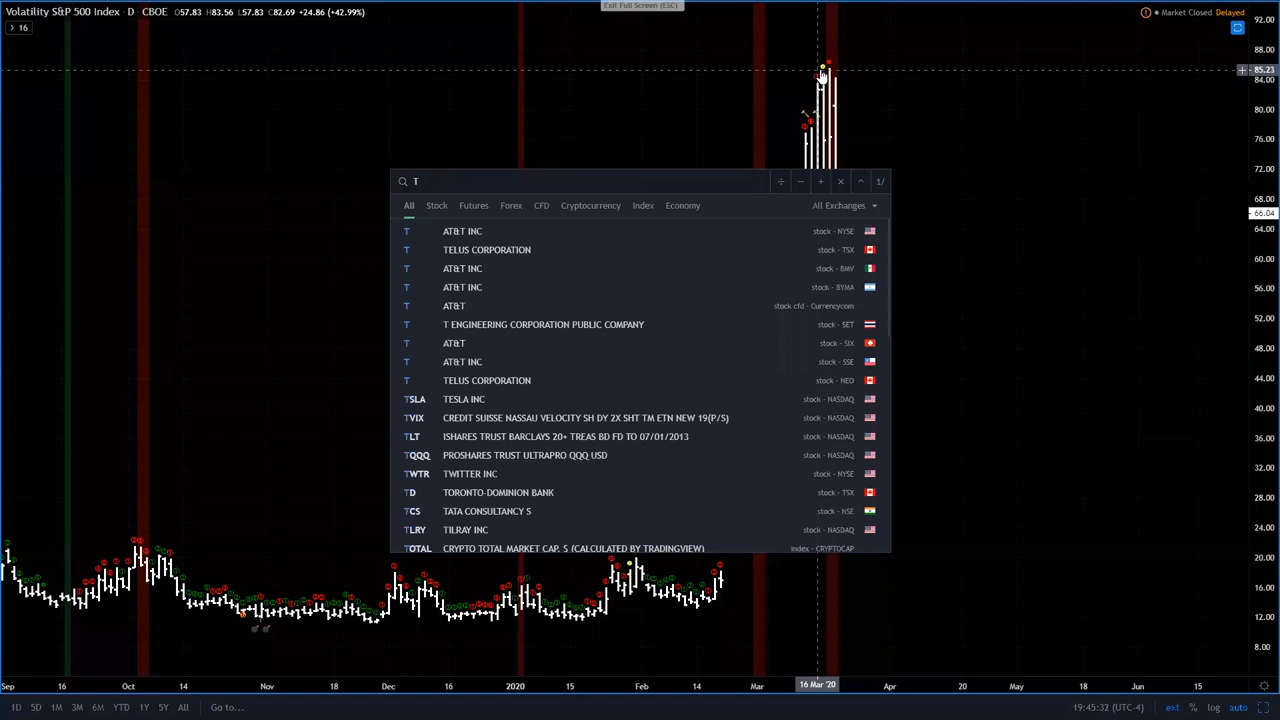 Exit Full Screen (ESC)
Volatility S&P 500 Index · D · CBOE O57.83 H83.56 L57.83 C82.69 +24.86 (+42.99%)
Market Closed Delayed
16
92.00
88.00
85.23
84.00
80.00
76.00
72.00
68.00
66.04
64.00
60.00
56.00
52.00
48.00
44.00
40.00
36.00
32.00
28.00
24.00
20.00
16.00
12.00
8.00
T 1/
All Stock Futures Forex CFD Cryptocurrency Index Economy All Exchanges
T AT&T INC stock - NYSE
T TELUS CORPORATION stock - TSX
T AT&T INC stock - BMV
T AT&T INC stock - BYMA
T AT&T stock cfd - Currencycom
T T ENGINEERING CORPORATION PUBLIC COMPANY stock - SET
T AT&T stock - SIX
T AT&T INC stock - SSE
T TELUS CORPORATION stock - NEO
TSLA TESLA INC stock - NASDAQ
TVIX CREDIT SUISSE NASSAU VELOCITY SH DY 2X SHT TM ETN NEW 19(P/S) stock - NASDAQ
TLT ISHARES TRUST BARCLAYS 20+ TREAS BD FD TO 07/01/2013 stock - NASDAQ
TQQQ PROSHARES TRUST ULTRAPRO QQQ USD stock - NASDAQ
TWTR TWITTER INC stock - NYSE
TD TORONTO-DOMINION BANK stock - TSX
TCS TATA CONSULTANCY S stock - NSE
TLRY TILRAY INC stock - NASDAQ
TOTAL CRYPTO TOTAL MARKET CAP, $ (CALCULATED BY TRADINGVIEW) index - CRYPTOCAP
Sep 16 Oct 14 Nov 18 Dec 16 2020 15 Feb 14 Mar 16 Mar '20 Apr 20 May 18 Jun 15
1D 5D 1M 3M 6M YTD 1Y 5Y All Go to... 19:45:32 (UTC-4) ext % log auto